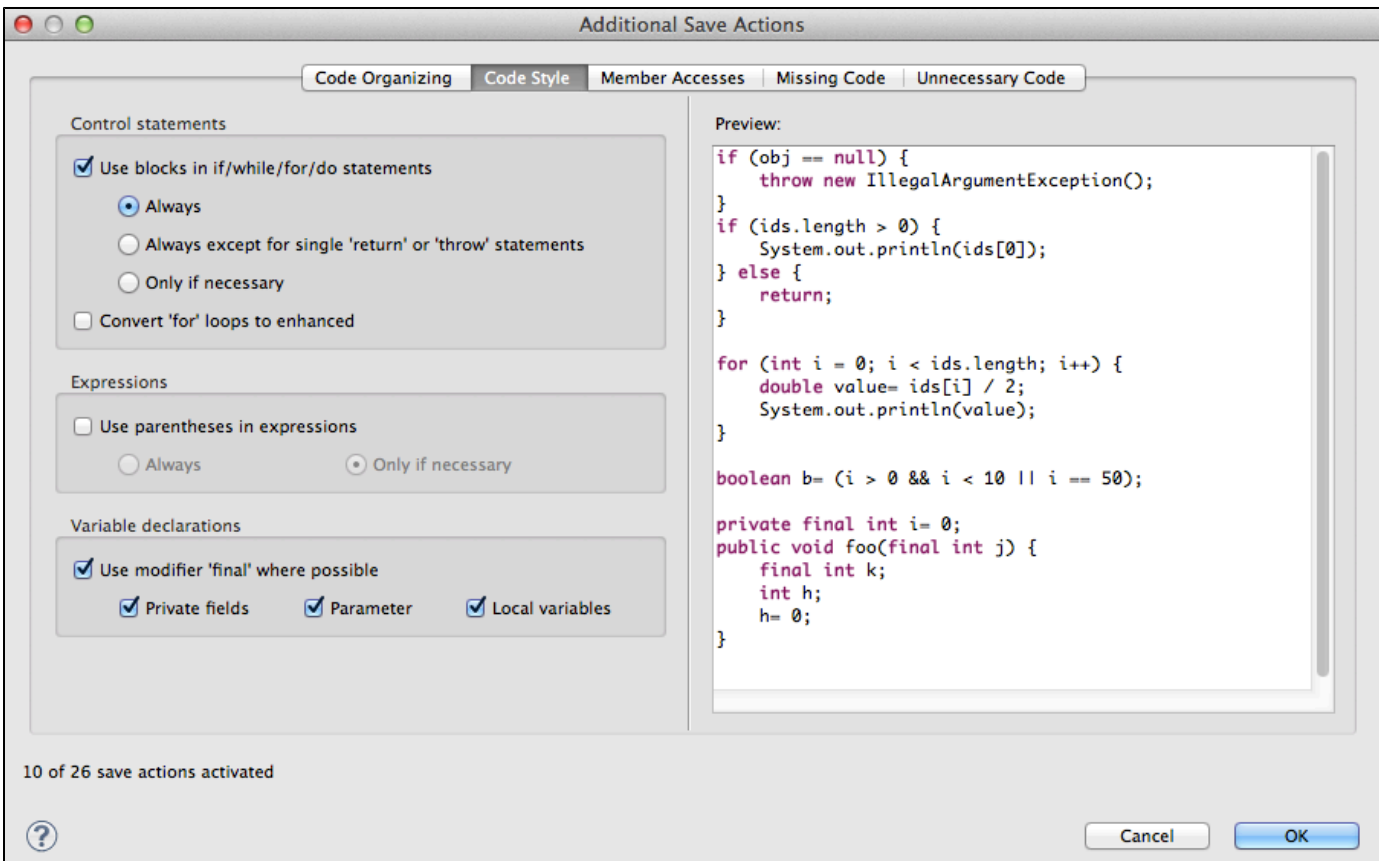 Additional Save Actions
Code Organizing Code Style Member Accesses Missing Code Unnecessary Code
Control statements
Use blocks in if/while/for/do statements
Always
Always except for single 'return' or 'throw' statements
Only if necessary
Convert 'for' loops to enhanced
Expressions
Use parentheses in expressions
Always Only if necessary
Variable declarations
Use modifier 'final' where possible
Private fields Parameter Local variables
Preview:
if (obj == null) {
    throw new IllegalArgumentException();
}
if (ids.length > 0) {
    System.out.println(ids[0]);
} else {
    return;
}

for (int i = 0; i < ids.length; i++) {
    double value= ids[i] / 2;
    System.out.println(value);
}

boolean b= (i > 0 && i < 10 || i == 50);

private final int i= 0;
public void foo(final int j) {
    final int k;
    int h;
    h= 0;
}
10 of 26 save actions activated
?
Cancel OK